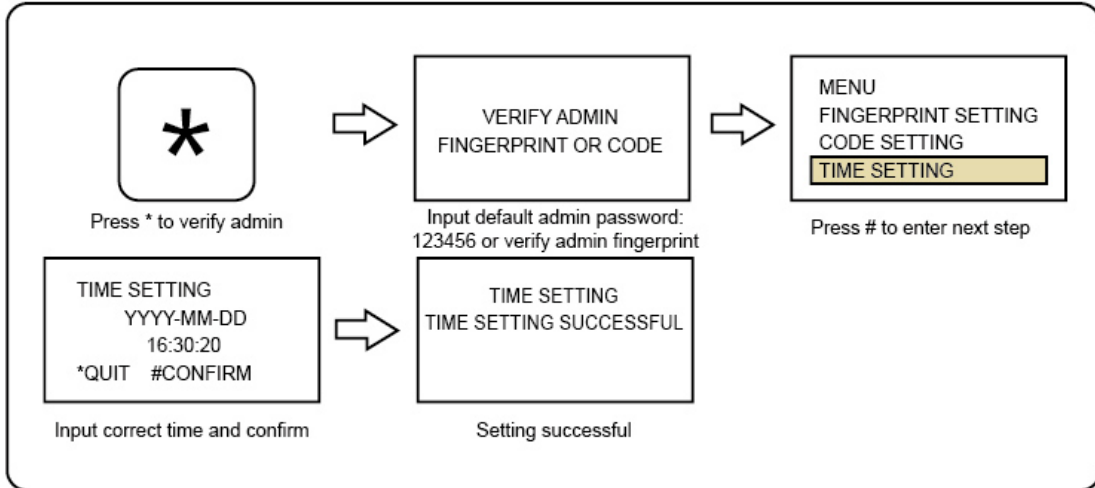 *
Press * to verify admin
VERIFY ADMIN
FINGERPRINT OR CODE
Input default admin password:
123456 or verify admin fingerprint
MENU
FINGERPRINT SETTING
CODE SETTING
TIME SETTING
Press # to enter next step
TIME SETTING
YYYY-MM-DD
16:30:20
*QUIT #CONFIRM
Input correct time and confirm
TIME SETTING
TIME SETTING SUCCESSFUL
Setting successful